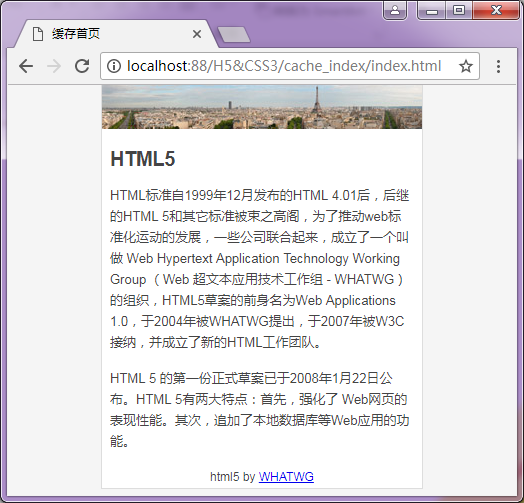 缓存首页
localhost:88/H5&CSS3/cache_index/index.html
HTML5
HTML标准自1999年12月发布的HTML 4.01后，后继
的HTML 5和其它标准被束之高阁，为了推动web标
准化运动的发展，一些公司联合起来，成立了一个叫
做 Web Hypertext Application Technology Working
Group （ Web 超文本应用技术工作组 - WHATWG ）
的组织，HTML5草案的前身名为Web Applications
1.0，于2004年被WHATWG提出，于2007年被W3C
接纳，并成立了新的HTML工作团队。
HTML 5 的第一份正式草案已于2008年1月22日公
布。HTML 5有两大特点：首先，强化了 Web网页的
表现性能。其次，追加了本地数据库等Web应用的功
能。
html5 by WHATWG